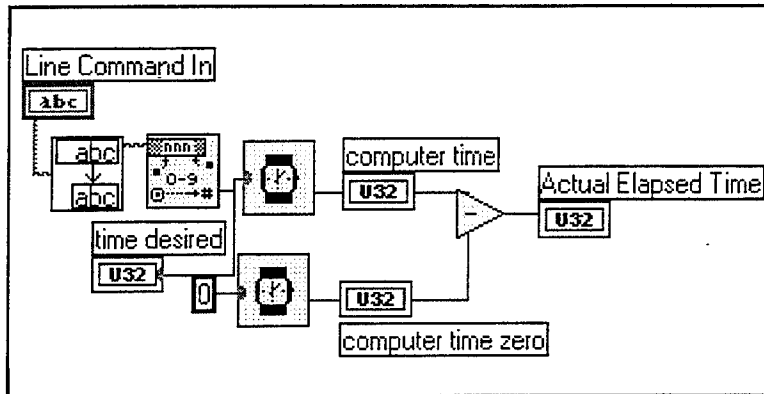 Line Command In
abc
abc
abc
nnn
0-9
#
computer time
U32
Actual Elapsed Time
U32
time desired
U32
0
U32
computer time zero